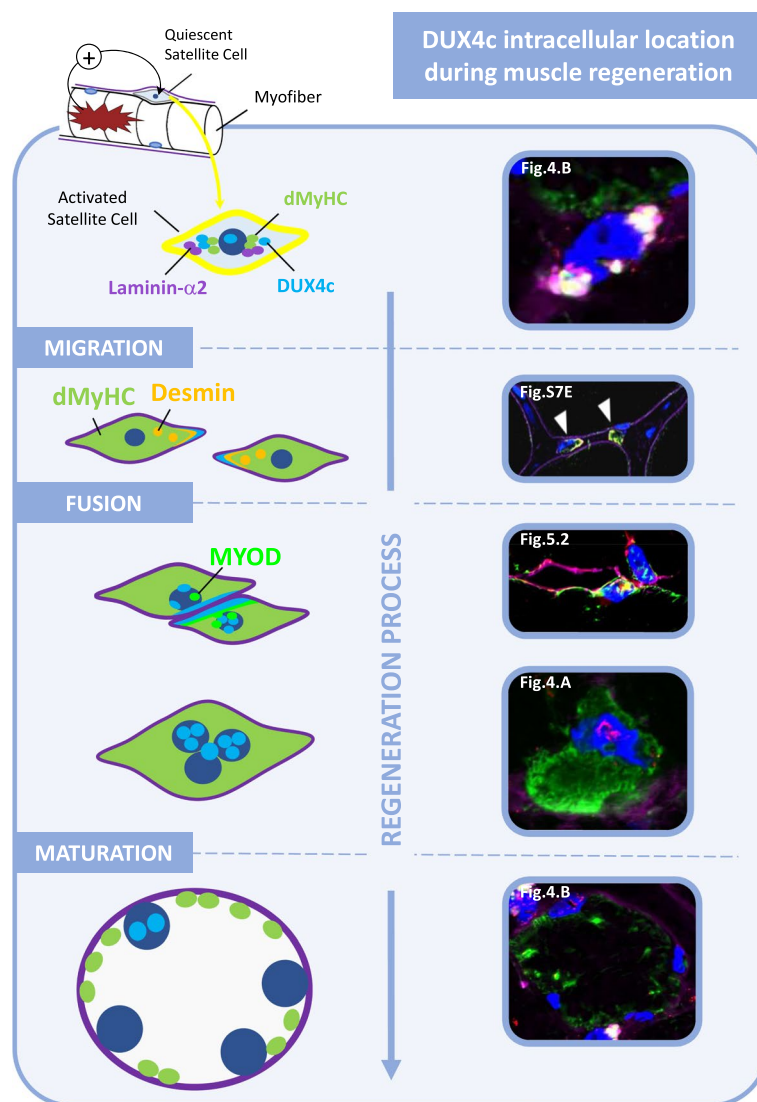 DUX4c intracellular location
during muscle regeneration
Quiescent
Satellite Cell
+
Myofiber
Activated
Satellite Cell
dMyHC
Laminin-α2
DUX4c
Fig.4.B
MIGRATION
dMyHC
Desmin
Fig.S7E
FUSION
MYOD
Fig.5.2
Fig.4.A
REGENERATION PROCESS
MATURATION
Fig.4.B